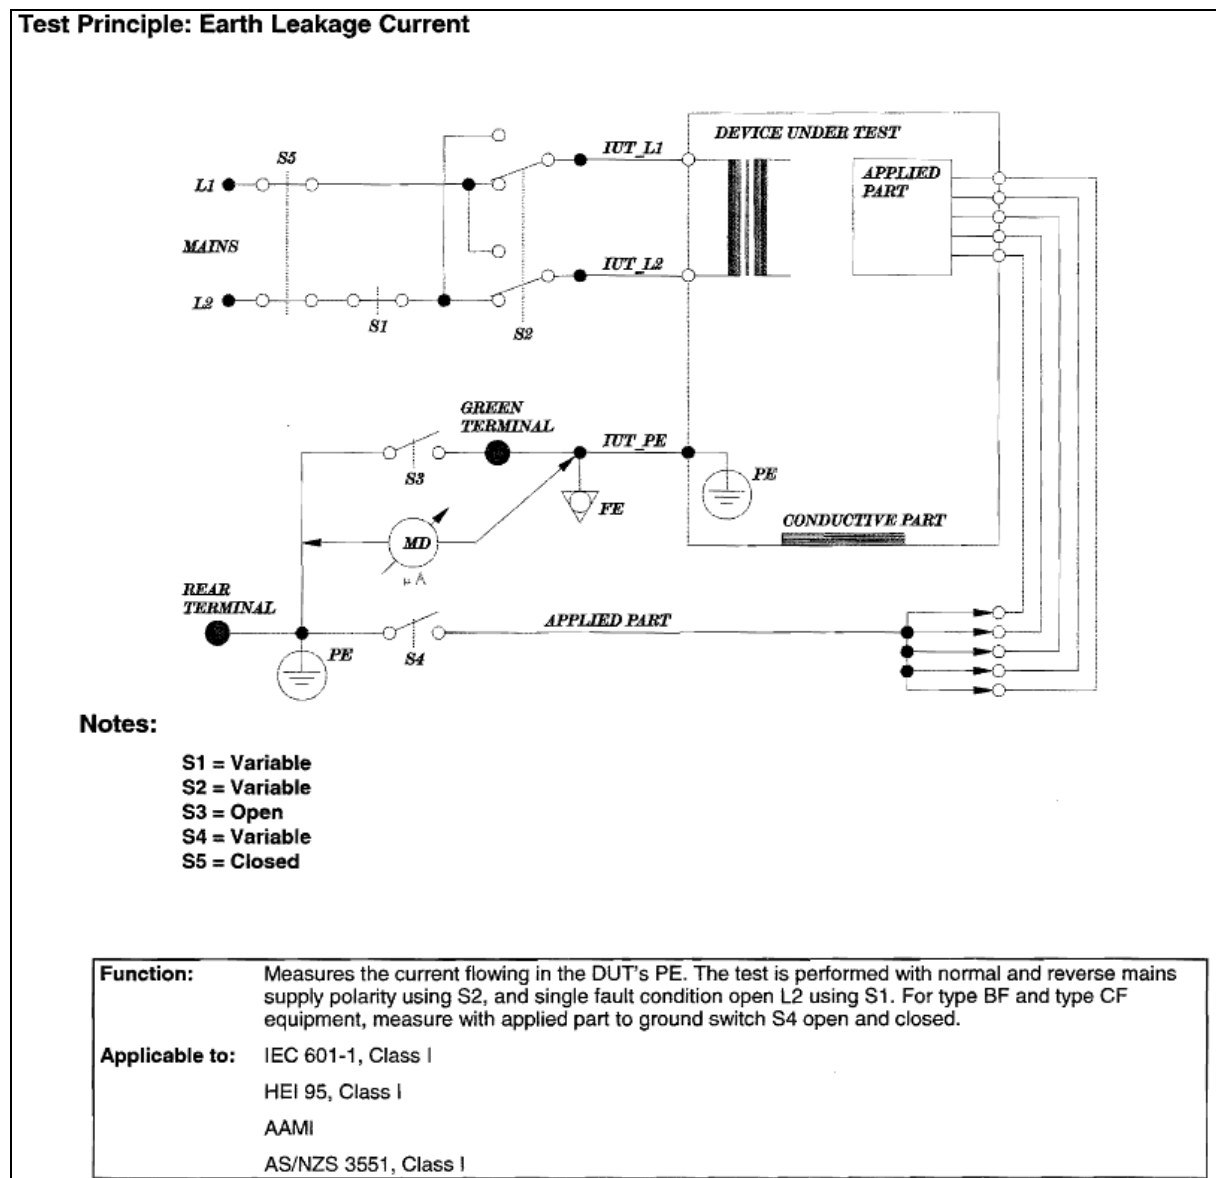 Test Principle: Earth Leakage Current
DEVICE UNDER TEST
IUT_L1
S5
APPLIED
PART
L1
MAINS
IUT_L2
L2
S1
S2
GREEN
TERMINAL
IUT_PE
S3
PE
FE
CONDUCTIVE PART
MD
µA
REAR
TERMINAL
APPLIED PART
PE
S4
Notes:
S1 = Variable
S2 = Variable
S3 = Open
S4 = Variable
S5 = Closed
Function: Measures the current flowing in the DUT's PE. The test is performed with normal and reverse mains
supply polarity using S2, and single fault condition open L2 using S1. For type BF and type CF
equipment, measure with applied part to ground switch S4 open and closed.
Applicable to: IEC 601-1, Class I
HEI 95, Class I
AAMI
AS/NZS 3551, Class I